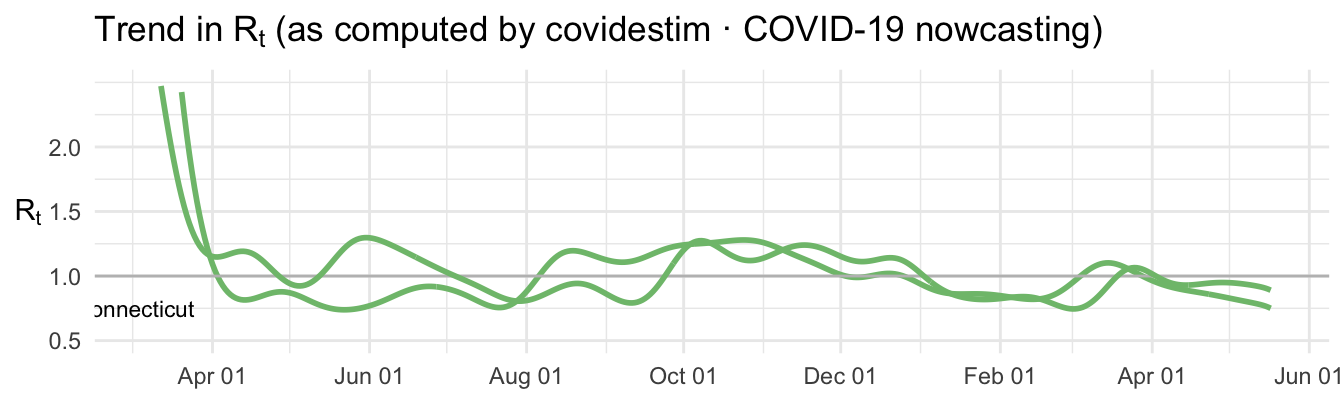 Trend in Rt (as computed by covidestim · COVID-19 nowcasting)
2.0
Rt 1.5
1.0
onnecticut
0.5
Apr 01 Jun 01 Aug 01 Oct 01 Dec 01 Feb 01 Apr 01 Jun 01